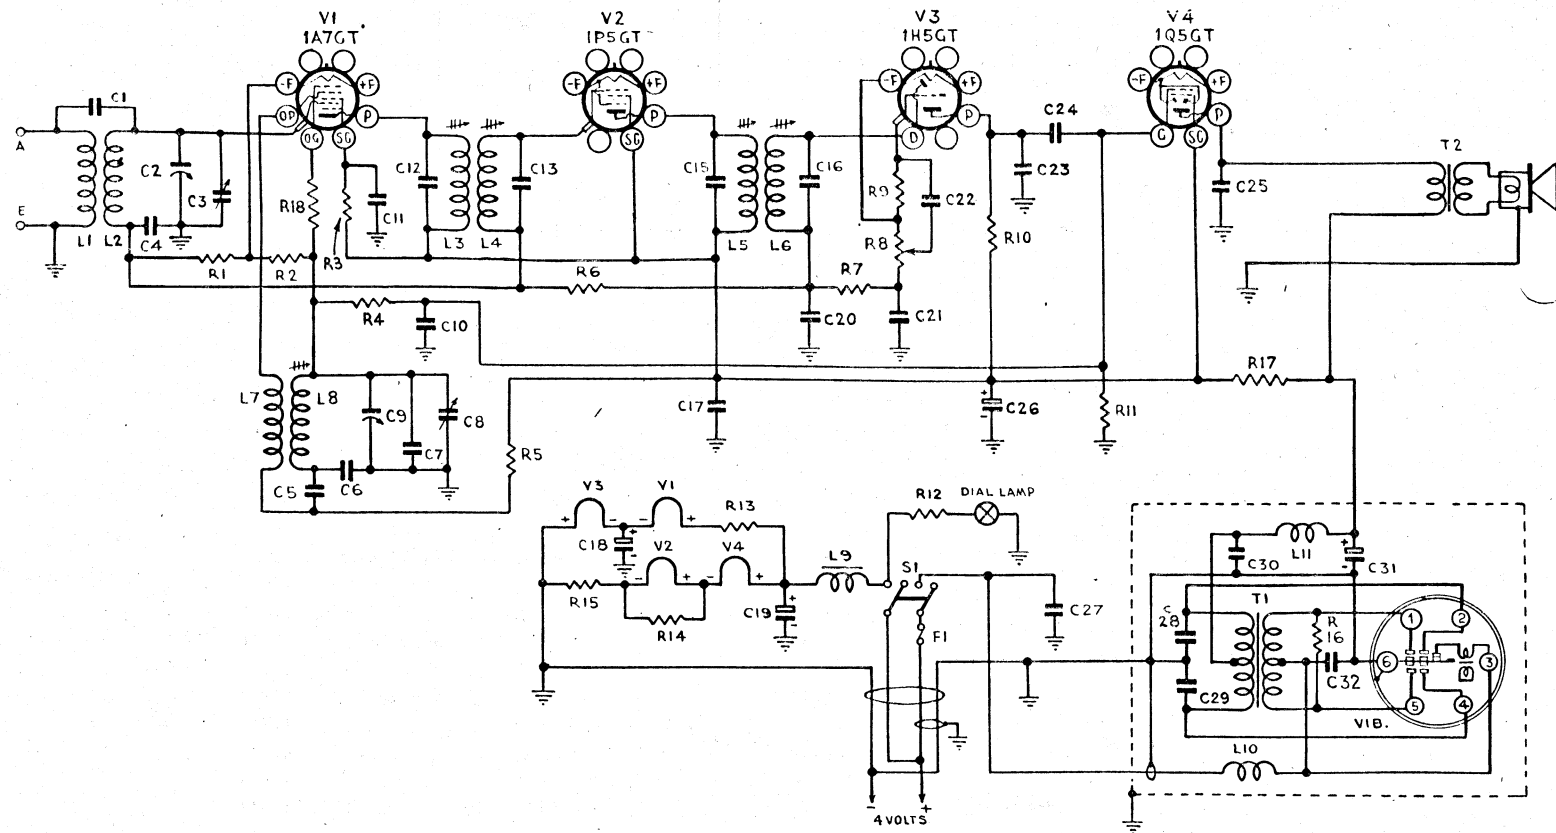 V1
1A7GT
V2
1P5GT
V3
1H5GT
V4
1Q5GT
-F
+F
OP
P
OG
SG
-F
+F
P
SG
-F
+F
D
P
-F
+F
G
P
SG
A
E
C1
C2
C3
C4
L1
L2
R1
R2
R18
R3
C11
C12
L3
L4
C13
R6
C15
L5
L6
C16
R9
R8
C22
R7
C20
C21
C23
C24
R10
C25
T2
R4
C10
R17
L7
L8
C9
C8
C7
C5
C6
R5
C17
C26
+
-
R11
V3
V1
R13
+
-
-
+
C18
+
-
V2
V4
R15
-
+
-
+
R14
C19
+
-
L9
R12
DIAL LAMP
S1
F1
C27
-
+
4 VOLTS
L11
C30
C31
+
-
T1
C
28
C29
R
16
C32
1
2
3
4
5
6
VIB.
L10